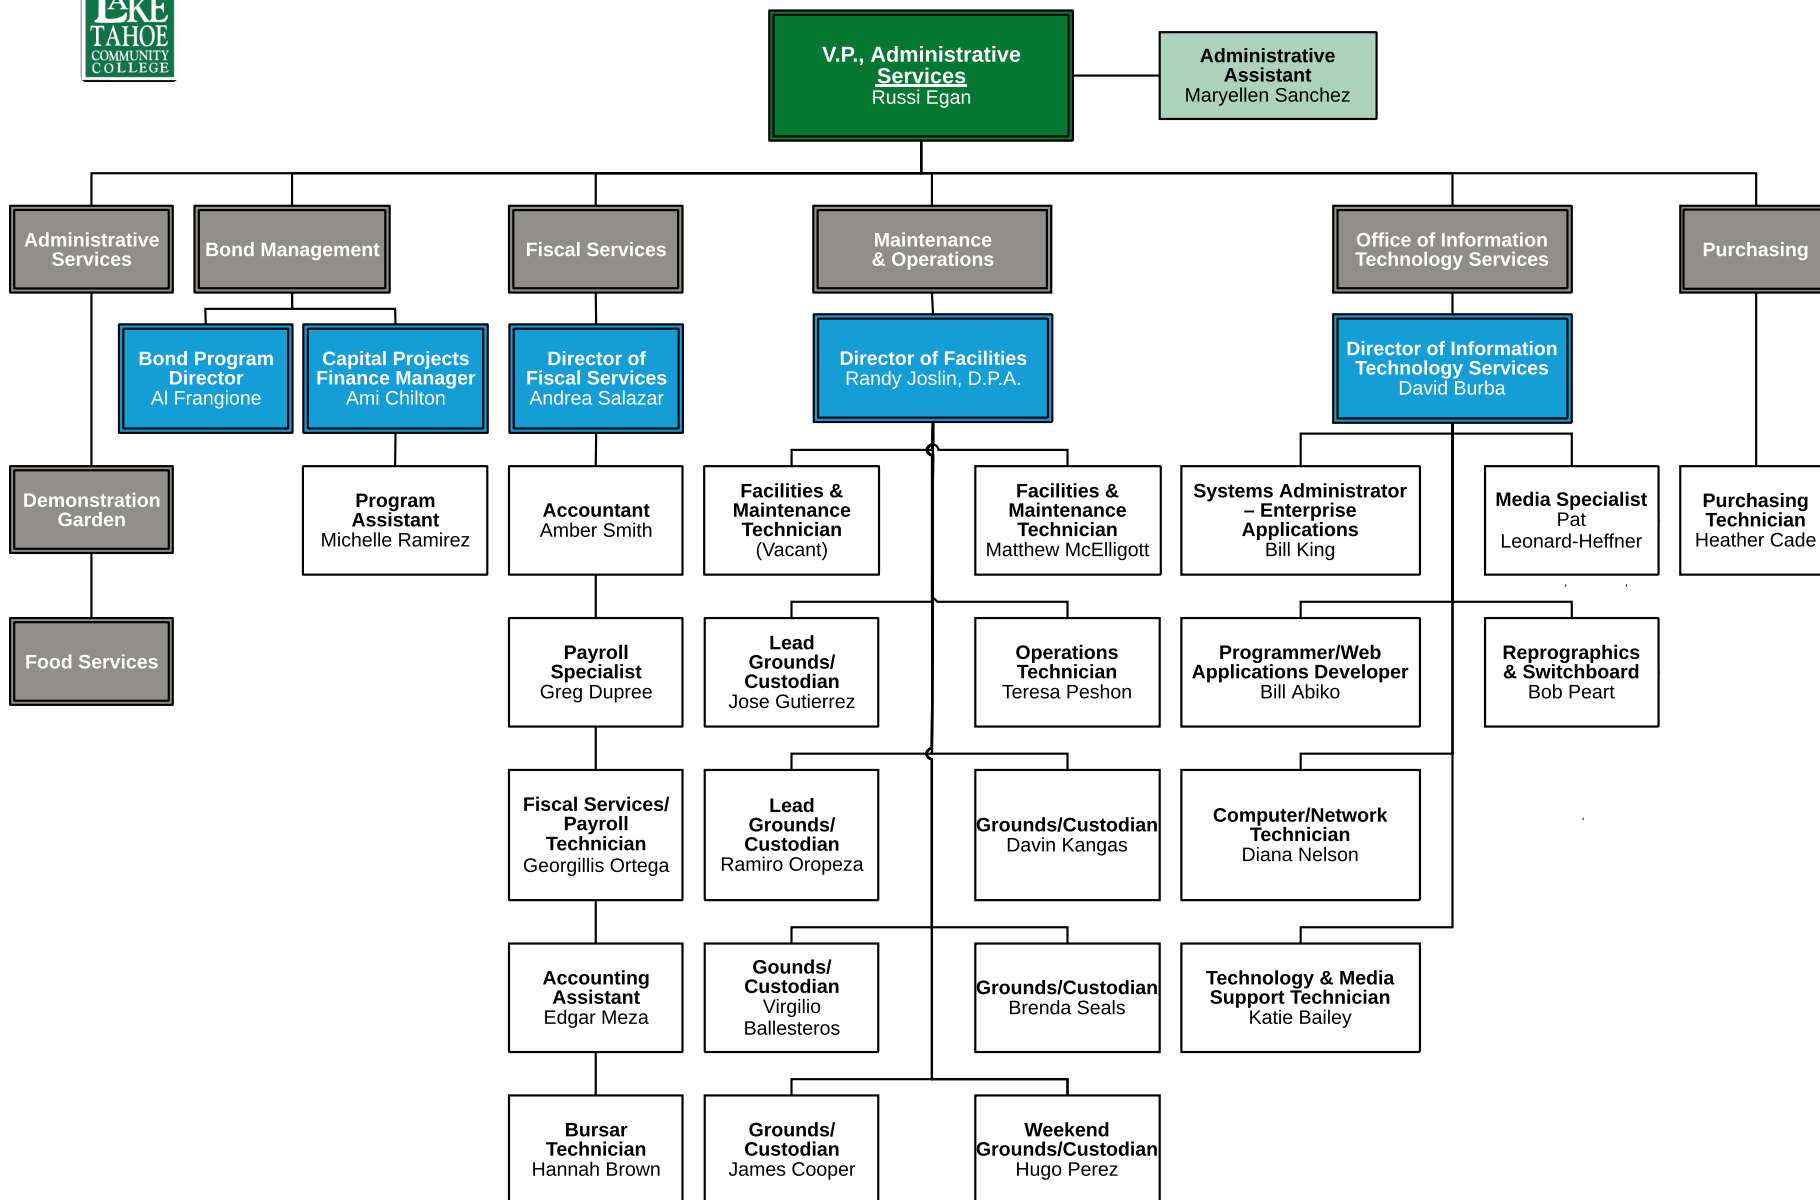 LAKE
TAHOE
COMMUNITY
COLLEGE
V.P., Administrative
Services
Russi Egan
Administrative
Assistant
Maryellen Sanchez
Administrative
Services
Bond Management
Fiscal Services
Maintenance
& Operations
Office of Information
Technology Services
Purchasing
Bond Program
Director
Al Frangione
Capital Projects
Finance Manager
Ami Chilton
Director of
Fiscal Services
Andrea Salazar
Director of Facilities
Randy Joslin, D.P.A.
Director of Information
Technology Services
David Burba
Demonstration
Garden
Program
Assistant
Michelle Ramirez
Accountant
Amber Smith
Facilities &
Maintenance
Technician
(Vacant)
Facilities &
Maintenance
Technician
Matthew McElligott
Systems Administrator
– Enterprise
Applications
Bill King
Media Specialist
Pat
Leonard-Heffner
Purchasing
Technician
Heather Cade
Food Services
Payroll
Specialist
Greg Dupree
Lead
Grounds/
Custodian
Jose Gutierrez
Operations
Technician
Teresa Peshon
Programmer/Web
Applications Developer
Bill Abiko
Reprographics
& Switchboard
Bob Peart
Fiscal Services/
Payroll
Technician
Georgillis Ortega
Lead
Grounds/
Custodian
Ramiro Oropeza
Grounds/Custodian
Davin Kangas
Computer/Network
Technician
Diana Nelson
Accounting
Assistant
Edgar Meza
Gounds/
Custodian
Virgilio
Ballesteros
Grounds/Custodian
Brenda Seals
Technology & Media
Support Technician
Katie Bailey
Bursar
Technician
Hannah Brown
Grounds/
Custodian
James Cooper
Weekend
Grounds/Custodian
Hugo Perez